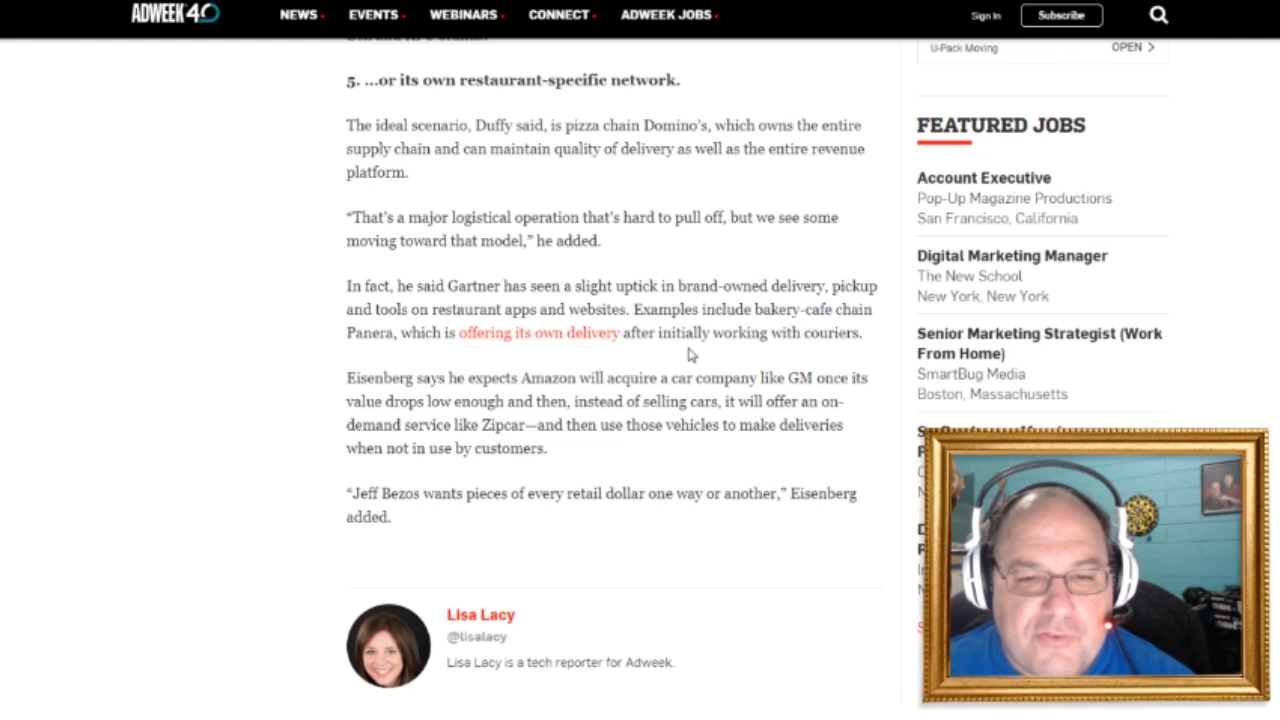 ADWEEK 40
NEWS
EVENTS
WEBINARS
CONNECT
ADWEEK JOBS
Sign In
Subscribe
U-Pack Moving
OPEN >
5. …or its own restaurant-specific network.
The ideal scenario, Duffy said, is pizza chain Domino's, which owns the entire
supply chain and can maintain quality of delivery as well as the entire revenue
platform.
“That's a major logistical operation that's hard to pull off, but we see some
moving toward that model,” he added.
In fact, he said Gartner has seen a slight uptick in brand-owned delivery, pickup
and tools on restaurant apps and websites. Examples include bakery-cafe chain
Panera, which is offering its own delivery after initially working with couriers.
Eisenberg says he expects Amazon will acquire a car company like GM once its
value drops low enough and then, instead of selling cars, it will offer an on-
demand service like Zipcar—and then use those vehicles to make deliveries
when not in use by customers.
“Jeff Bezos wants pieces of every retail dollar one way or another,” Eisenberg
added.
Lisa Lacy
@lisalacy
Lisa Lacy is a tech reporter for Adweek.
FEATURED JOBS
Account Executive
Pop-Up Magazine Productions
San Francisco, California
Digital Marketing Manager
The New School
New York, New York
Senior Marketing Strategist (Work
From Home)
SmartBug Media
Boston, Massachusetts